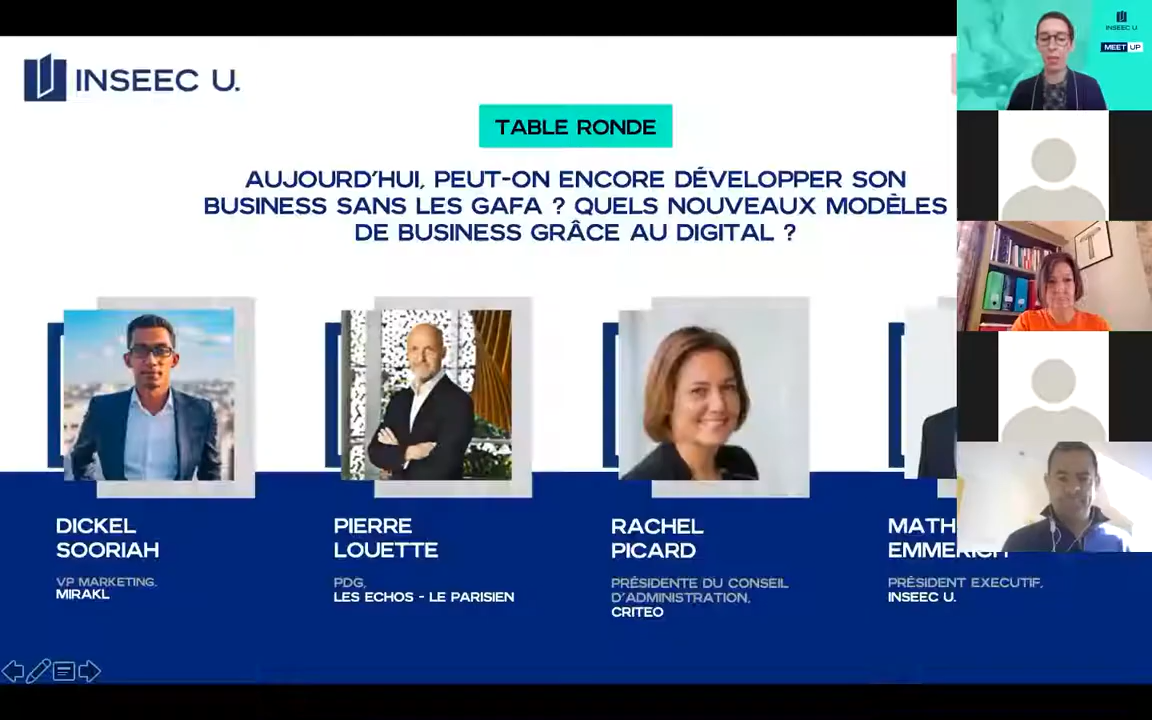 INSEEC U.
TABLE RONDE
AUJOURD'HUI, PEUT-ON ENCORE DÉVELOPPER SON
BUSINESS SANS LES GAFA ? QUELS NOUVEAUX MODÈLES
DE BUSINESS GRÂCE AU DIGITAL ?
DICKEL
SOORIAH
VP MARKETING,
MIRAKL
PIERRE
LOUETTE
PDG,
LES ECHOS - LE PARISIEN
RACHEL
PICARD
PRÉSIDENTE DU CONSEIL
D'ADMINISTRATION,
CRITEO
MATH
EMMERICH
PRÉSIDENT EXECUTIF,
INSEEC U.
INSEEC U.
MEET UP